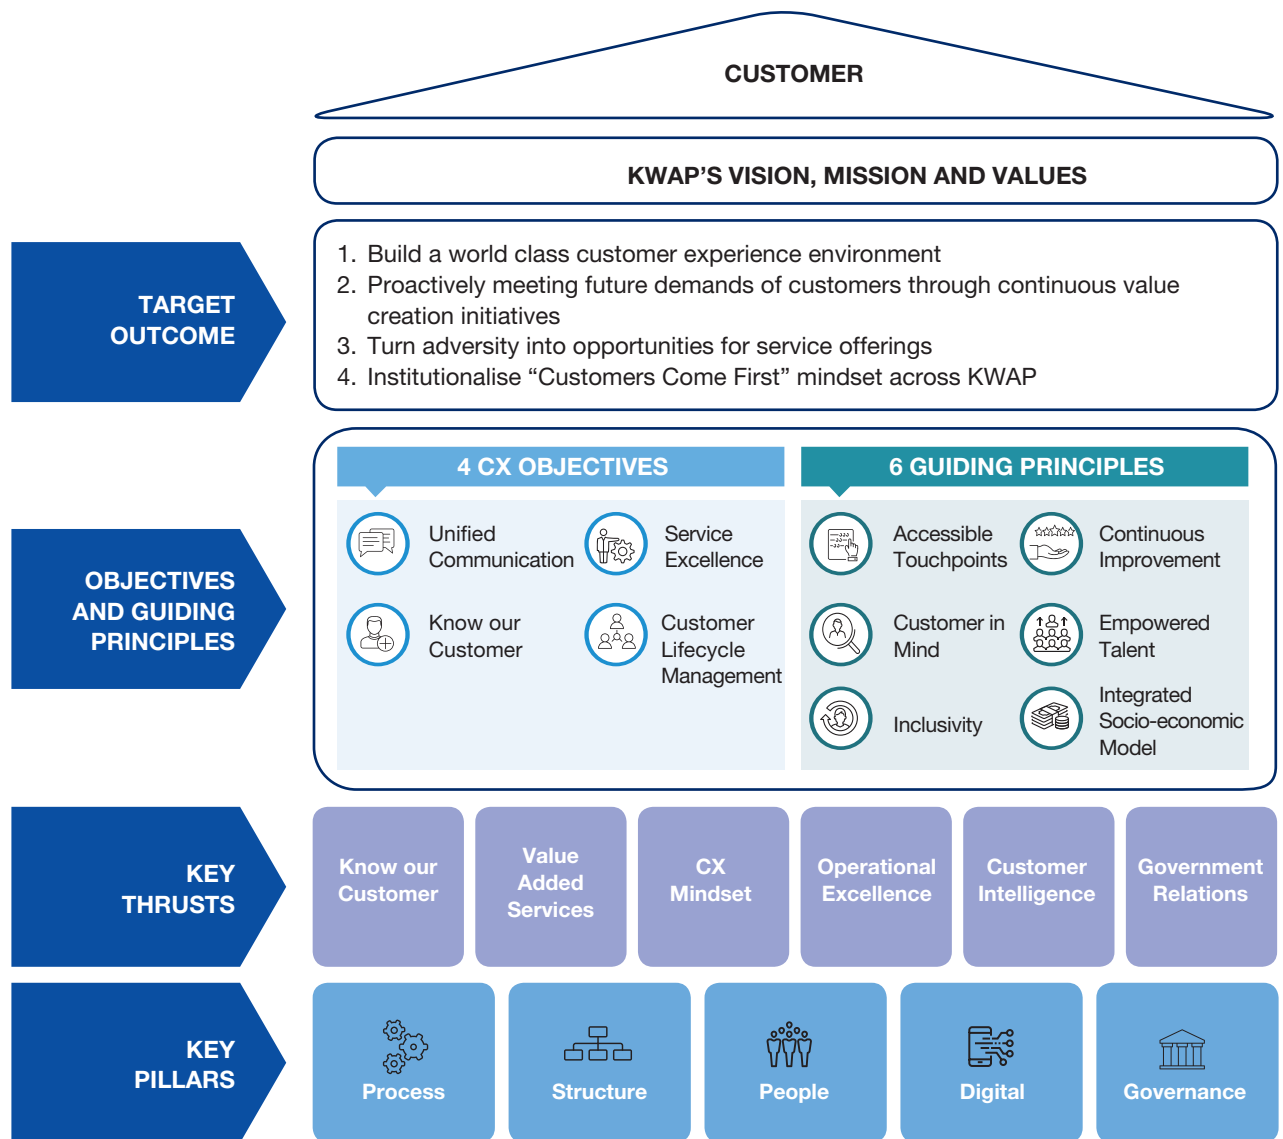 CUSTOMER
KWAP'S VISION, MISSION AND VALUES
TARGET
OUTCOME
1. Build a world class customer experience environment
2. Proactively meeting future demands of customers through continuous value
creation initiatives
3. Turn adversity into opportunities for service offerings
4. Institutionalise “Customers Come First” mindset across KWAP
OBJECTIVES
AND GUIDING
PRINCIPLES
4 CX OBJECTIVES
Unified
Communication
Service
Excellence
Know our
Customer
Customer
Lifecycle
Management
6 GUIDING PRINCIPLES
Accessible
Touchpoints
Continuous
Improvement
Customer in
Mind
Empowered
Talent
Inclusivity
Integrated
Socio-economic
Model
KEY
THRUSTS
Know our
Customer
Value
Added
Services
CX
Mindset
Operational
Excellence
Customer
Intelligence
Government
Relations
KEY
PILLARS
Process
Structure
People
Digital
Governance